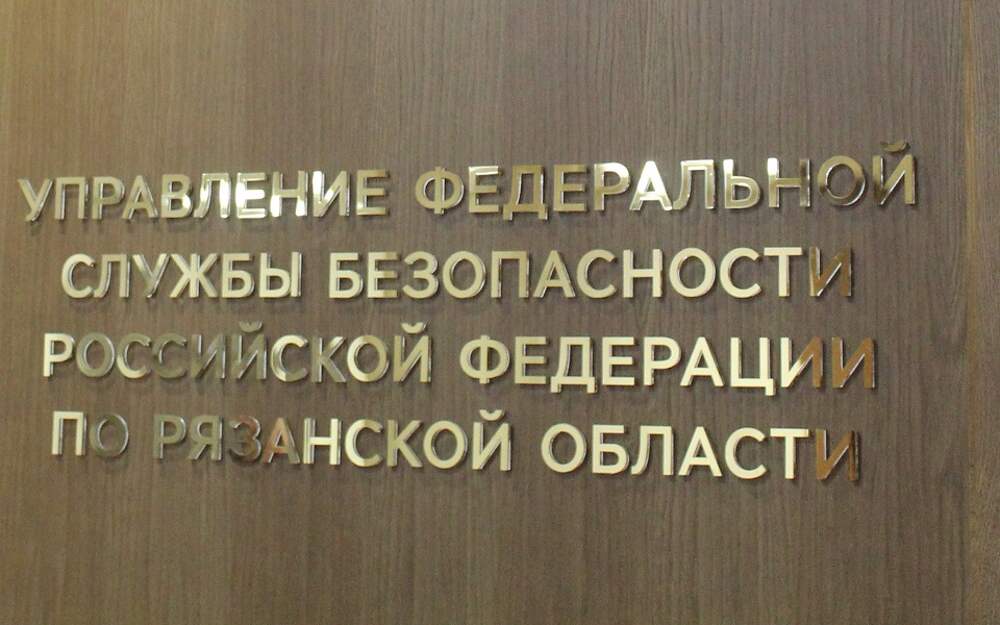 УПРАВЛЕНИЕ ФЕДЕРАЛЬНОЙ
СЛУЖБЫ БЕЗОПАСНОСТИ
РОССИЙСКОЙ ФЕДЕРАЦИИ
ПО РЯЗАНСКОЙ ОБЛАСТИ